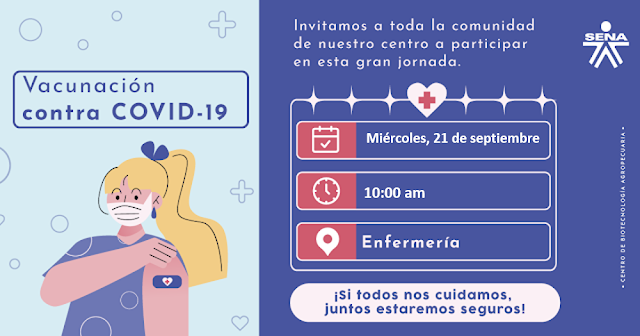 Vacunación
contra COVID-19
Invitamos a toda la comunidad
de nuestro centro a participar
en esta gran jornada.
SENA
Miércoles, 21 de septiembre
10:00 am
Enfermería
¡Si todos nos cuidamos,
juntos estaremos seguros!
• CENTRO DE BIOTECNOLOGÍA AGROPECUARIA •